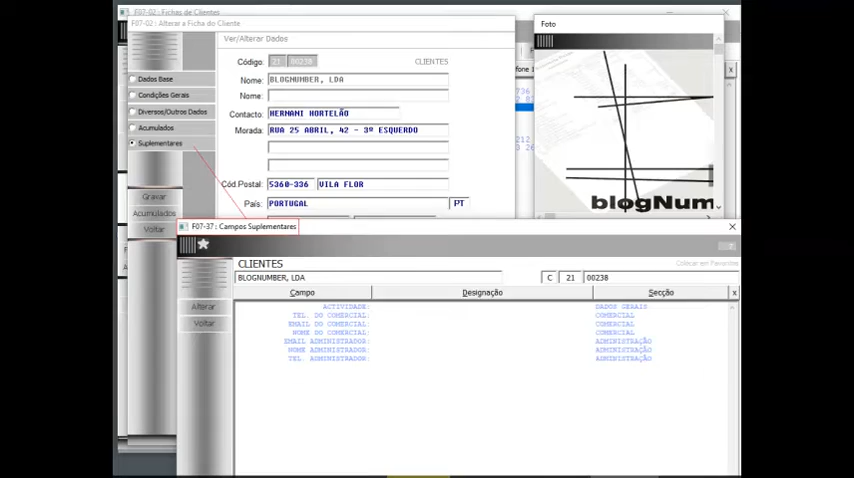 F07-02 : Fichas de Clientes
F07-02 : Alterar a Ficha do Cliente
Ver/Alterar Dados
Código: 21 00238 CLIENTES
Nome: BLOGNUMBER, LDA
Nome:
Contacto: HERNANI HORTELÃO
Morada: RUA 25 ABRIL, 42 - 3º ESQUERDO
Cód.Postal: 5360-336 VILA FLOR
País: PORTUGAL PT
Dados Base
Condições Gerais
Diversos/Outros Dados
Acumulados
Suplementares
Gravar
Acumulados
Voltar
Foto
blogNum
F07-37 : Campos Suplementares
Colocar em Favoritos
CLIENTES
BLOGNUMBER, LDA C 21 00238
Campo Designação Secção x
Alterar
Voltar
ACTIVIDADE: DADOS GERAIS
TEL. DO COMERCIAL: COMERCIAL
EMAIL DO COMERCIAL: COMERCIAL
NOME DO COMERCIAL: COMERCIAL
EMAIL ADMINISTRADOR: ADMINISTRAÇÃO
NOME ADMINISTRADOR: ADMINISTRAÇÃO
TEL. ADMINISTRADOR: ADMINISTRAÇÃO